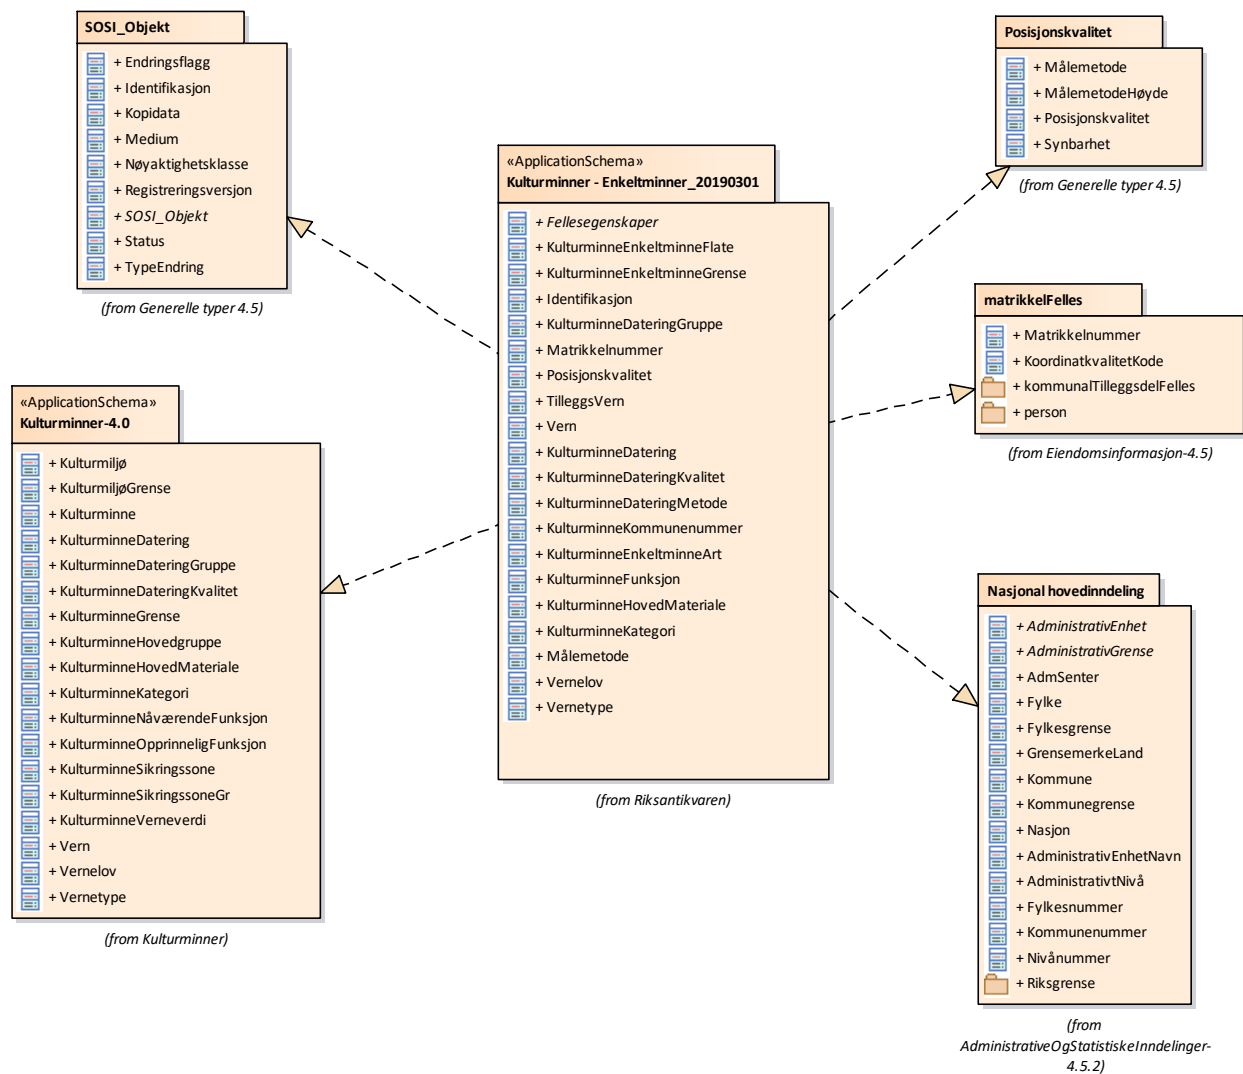 SOSI_Objekt
+ Endringsflagg
+ Identifikasjon
+ Kopidata
+ Medium
+ Nøyaktighetsklasse
+ Registreringsversjon
+ SOSI_Objekt
+ Status
+ TypeEndring
(from Generelle typer 4.5)
«ApplicationSchema»
Kulturminner-4.0
+ Kulturmiljø
+ KulturmiljøGrense
+ Kulturminne
+ KulturminneDatering
+ KulturminneDateringGruppe
+ KulturminneDateringKvalitet
+ KulturminneGrense
+ KulturminneHovedgruppe
+ KulturminneHovedMateriale
+ KulturminneKategori
+ KulturminneNåværendeFunksjon
+ KulturminneOpprinneligFunksjon
+ KulturminneSikringssone
+ KulturminneSikringssoneGr
+ KulturminneVerneverdi
+ Vern
+ Vernelov
+ Vernetype
(from Kulturminner)
«ApplicationSchema»
Kulturminner - Enkeltminner_20190301
+ Fellesegenskaper
+ KulturminneEnkeltminneFlate
+ KulturminneEnkeltminneGrense
+ Identifikasjon
+ KulturminneDateringGruppe
+ Matrikkelnummer
+ Posisjonskvalitet
+ TilleggsVern
+ Vern
+ KulturminneDatering
+ KulturminneDateringKvalitet
+ KulturminneDateringMetode
+ KulturminneKommunenummer
+ KulturminneEnkeltminneArt
+ KulturminneFunksjon
+ KulturminneHovedMateriale
+ KulturminneKategori
+ Målemetode
+ Vernelov
+ Vernetype
(from Riksantikvaren)
Posisjonskvalitet
+ Målemetode
+ MålemetodeHøyde
+ Posisjonskvalitet
+ Synbarhet
(from Generelle typer 4.5)
matrikkelFelles
+ Matrikkelnummer
+ KoordinatkvalitetKode
+ kommunalTilleggsdelFelles
+ person
(from Eiendomsinformasjon-4.5)
Nasjonal hovedinndeling
+ AdministrativEnhet
+ AdministrativGrense
+ AdmSenter
+ Fylke
+ Fylkesgrense
+ GrensemerkeLand
+ Kommune
+ Kommunegrense
+ Nasjon
+ AdministrativEnhetNavn
+ AdministrativtNivå
+ Fylkesnummer
+ Kommunenummer
+ Nivånummer
+ Riksgrense
(from
AdministrativeOgStatistiskeInndelinger-
4.5.2)